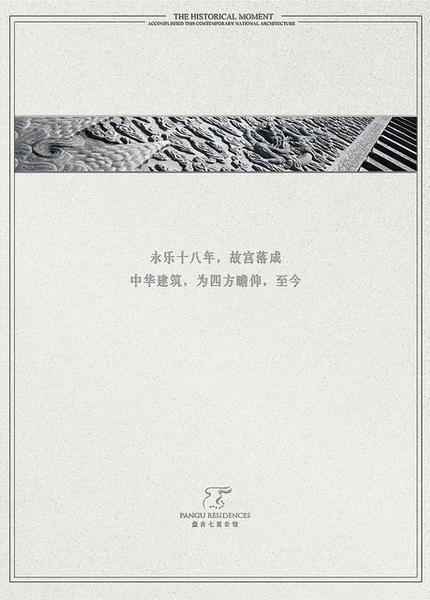 THE HISTORICAL MOMENT
ACCOMPLISHED THIS CONTEMPORARY NATIONAL ARCHITECTURE
永乐十八年，故宫落成
中华建筑，为四方瞻仰，至今
PANGU RESIDENCES
盘古七星公馆